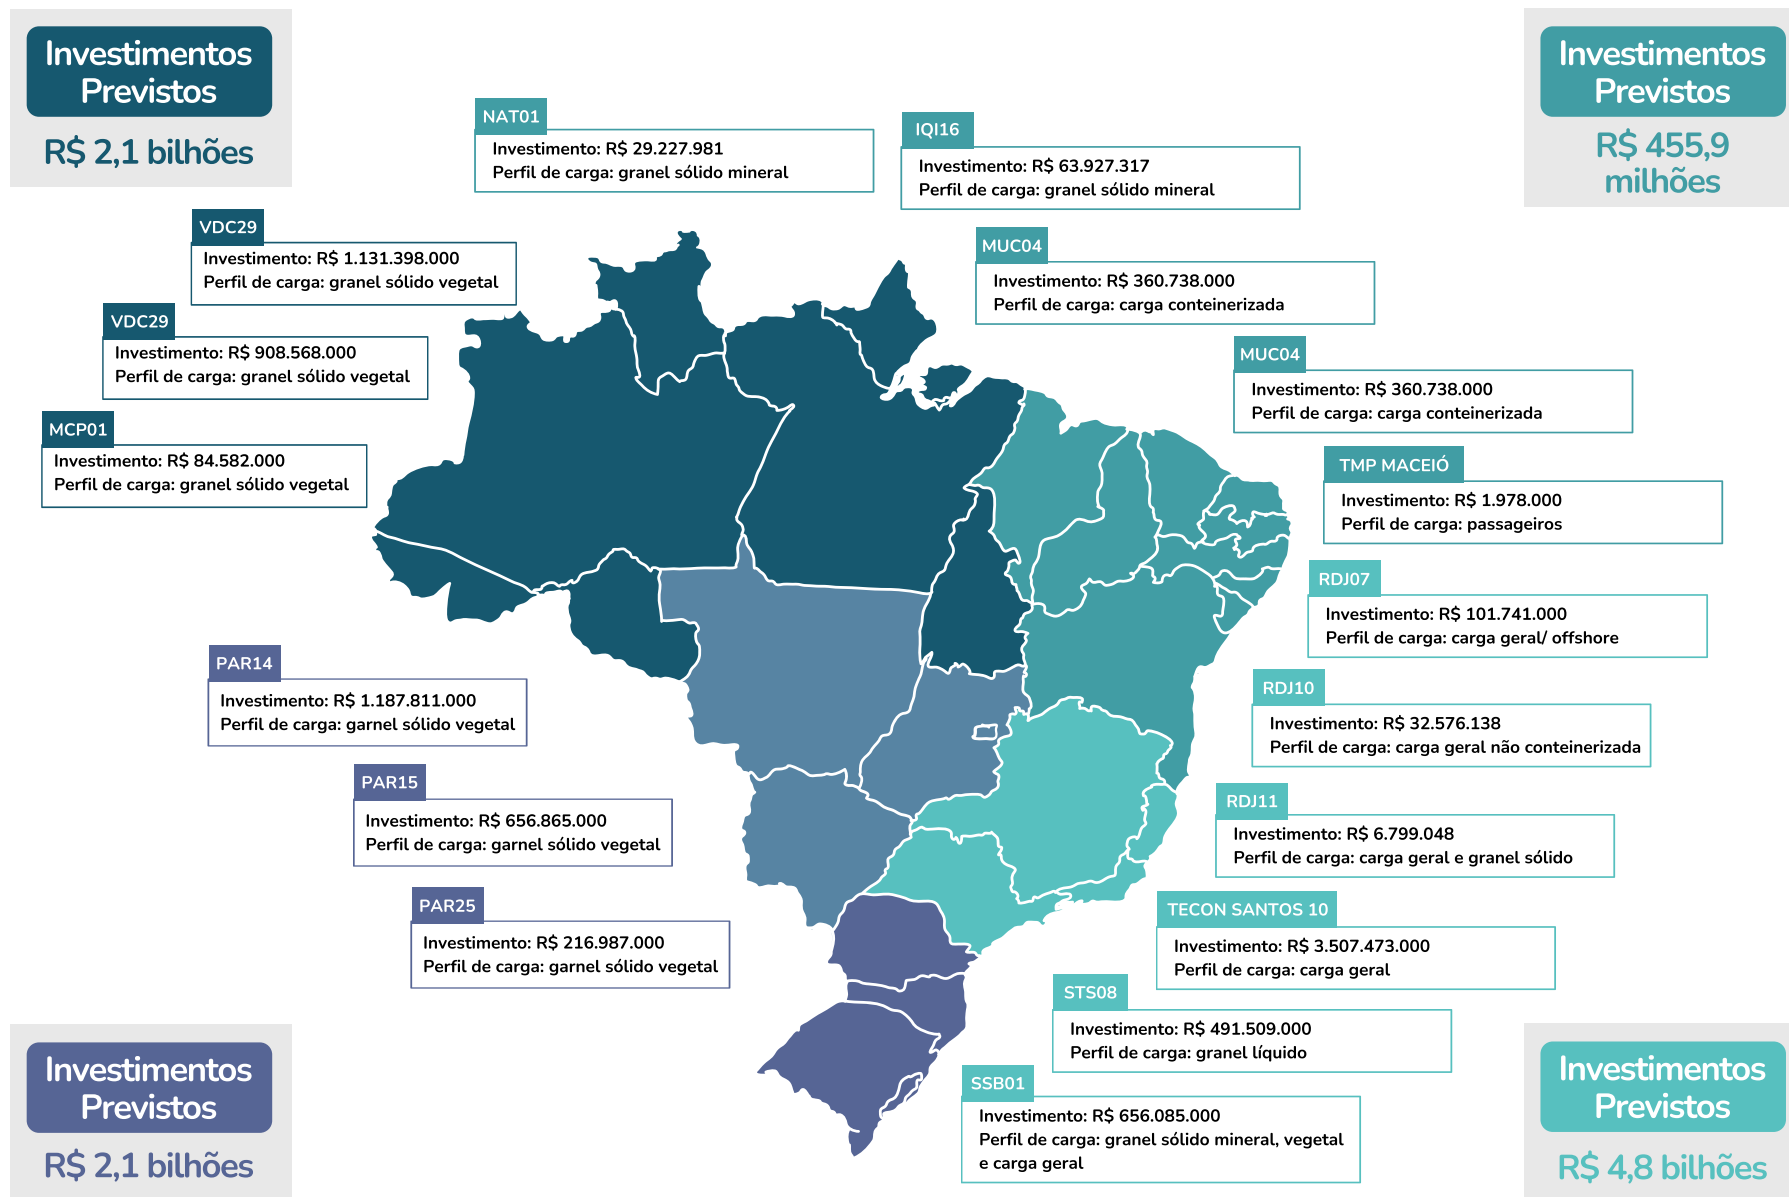 Investimentos
Previstos
R$ 2,1 bilhões
Investimentos
Previstos
R$ 455,9
milhões
NAT01
Investimento: R$ 29.227.981
Perfil de carga: granel sólido mineral
IQI16
Investimento: R$ 63.927.317
Perfil de carga: granel sólido mineral
VDC29
Investimento: R$ 1.131.398.000
Perfil de carga: granel sólido vegetal
MUC04
Investimento: R$ 360.738.000
Perfil de carga: carga conteinerizada
VDC29
Investimento: R$ 908.568.000
Perfil de carga: granel sólido vegetal
MUC04
Investimento: R$ 360.738.000
Perfil de carga: carga conteinerizada
MCP01
Investimento: R$ 84.582.000
Perfil de carga: granel sólido vegetal
TMP MACEIÓ
Investimento: R$ 1.978.000
Perfil de carga: passageiros
RDJ07
Investimento: R$ 101.741.000
Perfil de carga: carga geral/ offshore
PAR14
Investimento: R$ 1.187.811.000
Perfil de carga: garnel sólido vegetal
RDJ10
Investimento: R$ 32.576.138
Perfil de carga: carga geral não conteinerizada
PAR15
Investimento: R$ 656.865.000
Perfil de carga: garnel sólido vegetal
RDJ11
Investimento: R$ 6.799.048
Perfil de carga: carga geral e granel sólido
PAR25
Investimento: R$ 216.987.000
Perfil de carga: garnel sólido vegetal
TECON SANTOS 10
Investimento: R$ 3.507.473.000
Perfil de carga: carga geral
STS08
Investimento: R$ 491.509.000
Perfil de carga: granel líquido
SSB01
Investimento: R$ 656.085.000
Perfil de carga: granel sólido mineral, vegetal
e carga geral
Investimentos
Previstos
R$ 2,1 bilhões
Investimentos
Previstos
R$ 4,8 bilhões